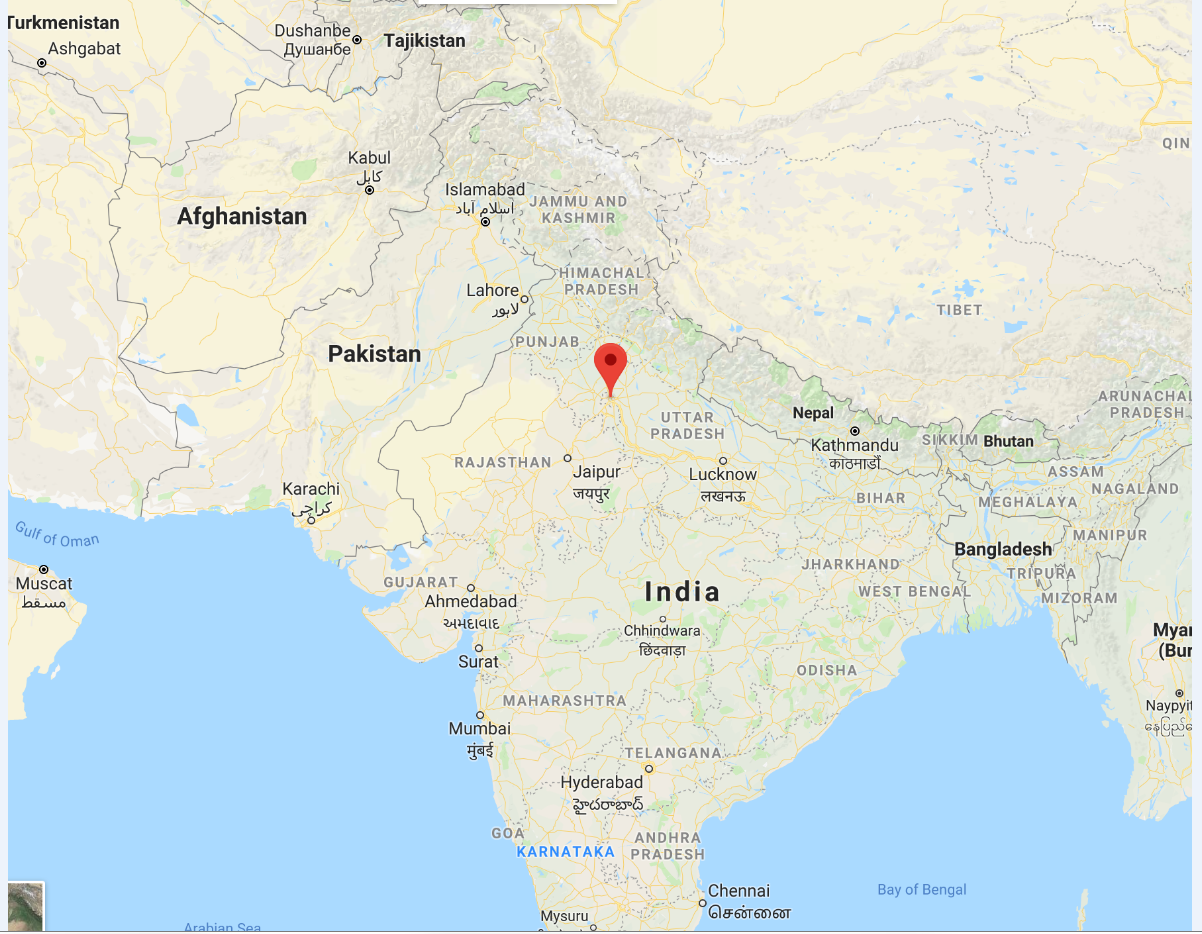 Turkmenistan
Ashgabat
Dushanbe
Душанбе
Tajikistan
QIN
Kabul
کابل
Islamabad
اسلام آباد
JAMMU AND
KASHMIR
Afghanistan
HIMACHAL
PRADESH
Lahore
لاہور
TIBET
PUNJAB
Pakistan
ARUNACHAL
PRADESH
Nepal
UTTAR
PRADESH
Kathmandu
काठमाडौं
SIKKIM
Bhutan
RAJASTHAN
Jaipur
जयपुर
Lucknow
लखनऊ
ASSAM
NAGALAND
BIHAR
MEGHALAYA
Karachi
کراچی
Gulf of Oman
MANIPUR
Bangladesh
JHARKHAND
TRIPURA
Muscat
مسقط
GUJARAT
Ahmedabad
અમદાવાદ
India
WEST BENGAL
MIZORAM
Chhindwara
छिंदवाड़ा
Myar
(Bur
Surat
ODISHA
MAHARASHTRA
Naypyit
Mumbai
मुंबई
TELANGANA
Hyderabad
హైదరాబాద్
GOA
KARNATAKA
ANDHRA
PRADESH
Chennai
சென்னை
Bay of Bengal
Mysuru
Arabian Sea